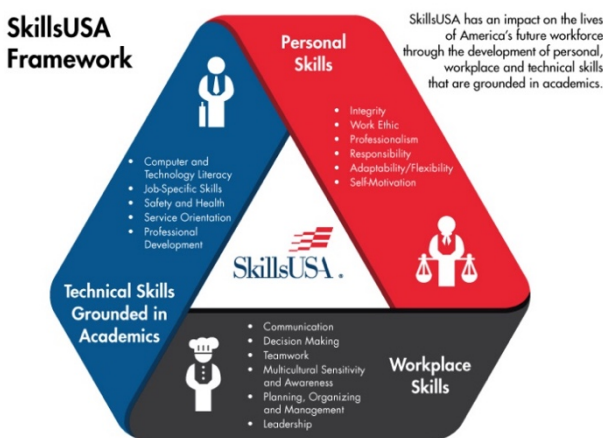 SkillsUSA
Framework
SkillsUSA has an impact on the lives
of America's future workforce
through the development of personal,
workplace and technical skills
that are grounded in academics.
Personal
Skills
• Integrity
• Work Ethic
• Professionalism
• Responsibility
• Adaptability/Flexibility
• Self-Motivation
• Computer and
Technology Literacy
• Job-Specific Skills
• Safety and Health
• Service Orientation
• Professional
Development
Technical Skills
Grounded in
Academics
SkillsUSA®
• Communication
• Decision Making
• Teamwork
• Multicultural Sensitivity
and Awareness
• Planning, Organizing
and Management
• Leadership
Workplace
Skills